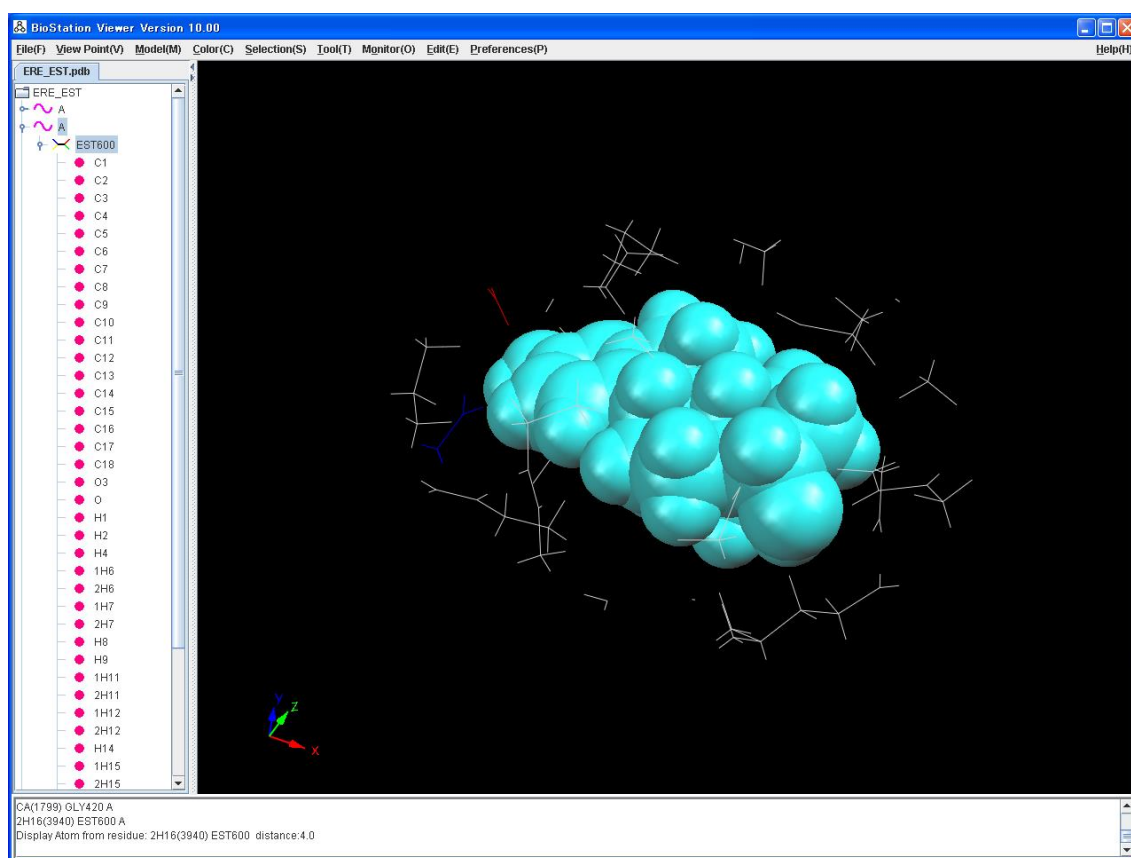 BioStation Viewer Version 10.00
File(F) View Point(V) Model(M) Color(C) Selection(S) Tool(T) Monitor(O) Edit(E) Preferences(P) Help(H)
ERE_EST.pdb
ERE_EST
A
A
EST600
C1
C2
C3
C4
C5
C6
C7
C8
C9
C10
C11
C12
C13
C14
C15
C16
C17
C18
O3
O
H1
H2
H4
1H6
2H6
1H7
2H7
H8
H9
1H11
2H11
1H12
2H12
H14
1H15
2H15
Y
Z
X
CA(1799) GLY420 A
2H16(3940) EST600 A
Display Atom from residue: 2H16(3940) EST600 distance:4.0